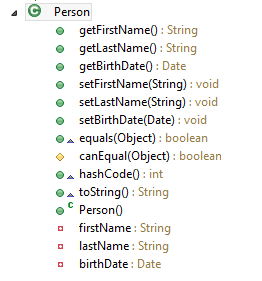 Person
getFirstName() : String
getLastName() : String
getBirthDate() : Date
setFirstName(String) : void
setLastName(String) : void
setBirthDate(Date) : void
equals(Object) : boolean
canEqual(Object) : boolean
hashCode() : int
toString() : String
Person()
firstName : String
lastName : String
birthDate : Date